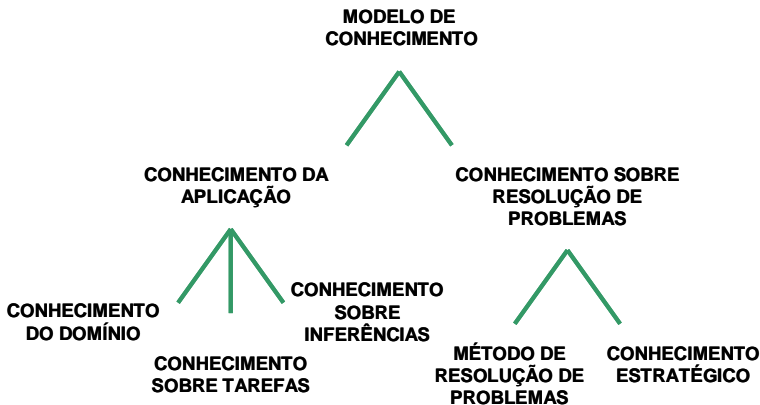 MODELO DE
CONHECIMENTO
CONHECIMENTO DA
APLICAÇÃO
CONHECIMENTO SOBRE
RESOLUÇÃO DE
PROBLEMAS
CONHECIMENTO
DO DOMÍNIO
CONHECIMENTO
SOBRE TAREFAS
CONHECIMENTO
SOBRE
INFERÊNCIAS
MÉTODO DE
RESOLUÇÃO DE
PROBLEMAS
CONHECIMENTO
ESTRATÉGICO